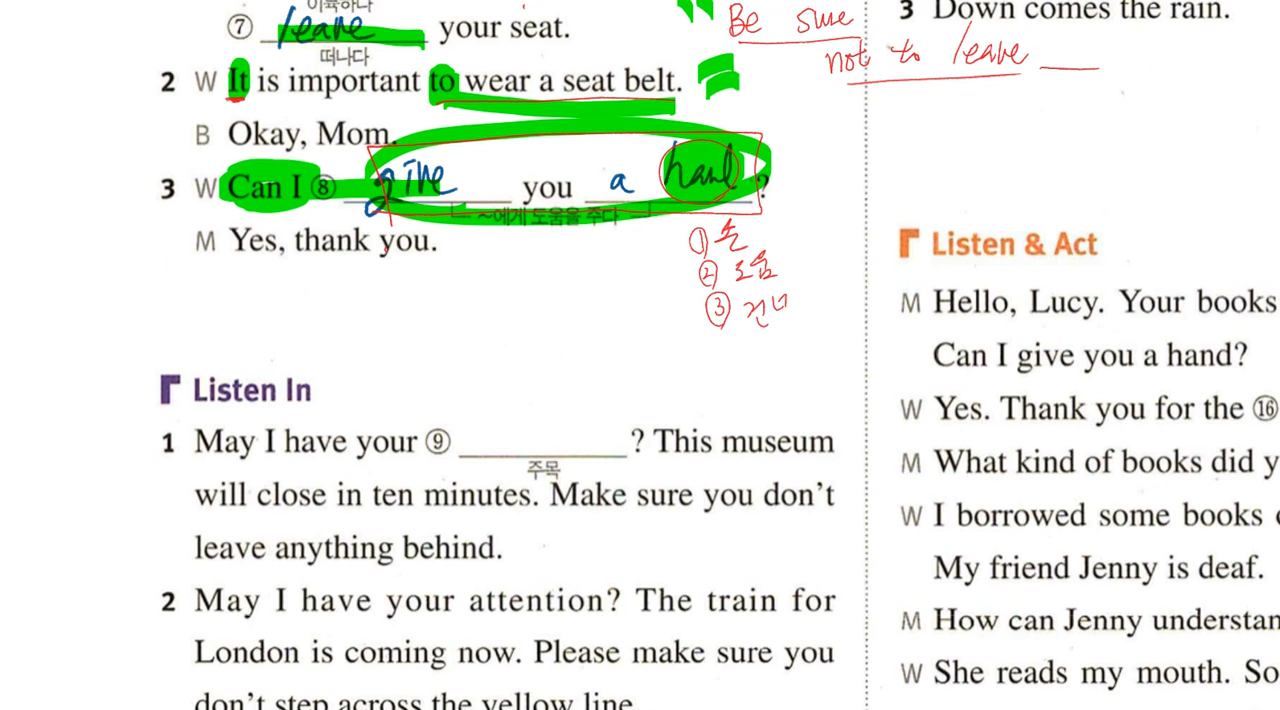 이륙하다
⑦ leave your seat.
떠나다
2 W It is important to wear a seat belt.
B Okay, Mom.
3 W Can I ⑧ give you a hand ?
~에게 도움을 주다
M Yes, thank you.
① 손
② 도움
③ 건너
Listen In
1 May I have your ⑨ ? This museum
주목
will close in ten minutes. Make sure you don't
leave anything behind.
2 May I have your attention? The train for
London is coming now. Please make sure you
don't step across the yellow line.
Be sure
not to leave
3 Down comes the rain.
Listen & Act
M Hello, Lucy. Your books
Can I give you a hand?
W Yes. Thank you for the ⑯
M What kind of books did y
W I borrowed some books
My friend Jenny is deaf.
M How can Jenny understan
W She reads my mouth. So